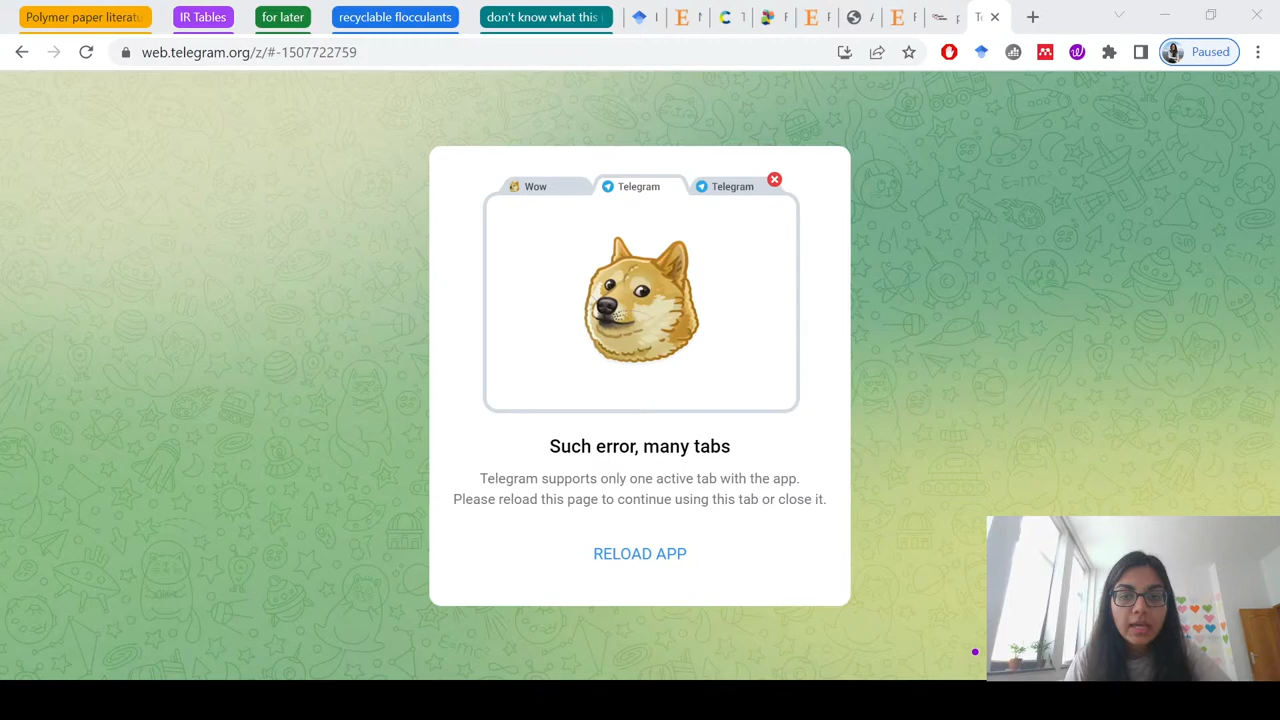 Polymer paper literatu
IR Tables
for later
recyclable flocculants
don't know what this
web.telegram.org/z/#-1507722759
Paused
Wow
Telegram
Telegram
Such error, many tabs
Telegram supports only one active tab with the app.
Please reload this page to continue using this tab or close it.
RELOAD APP